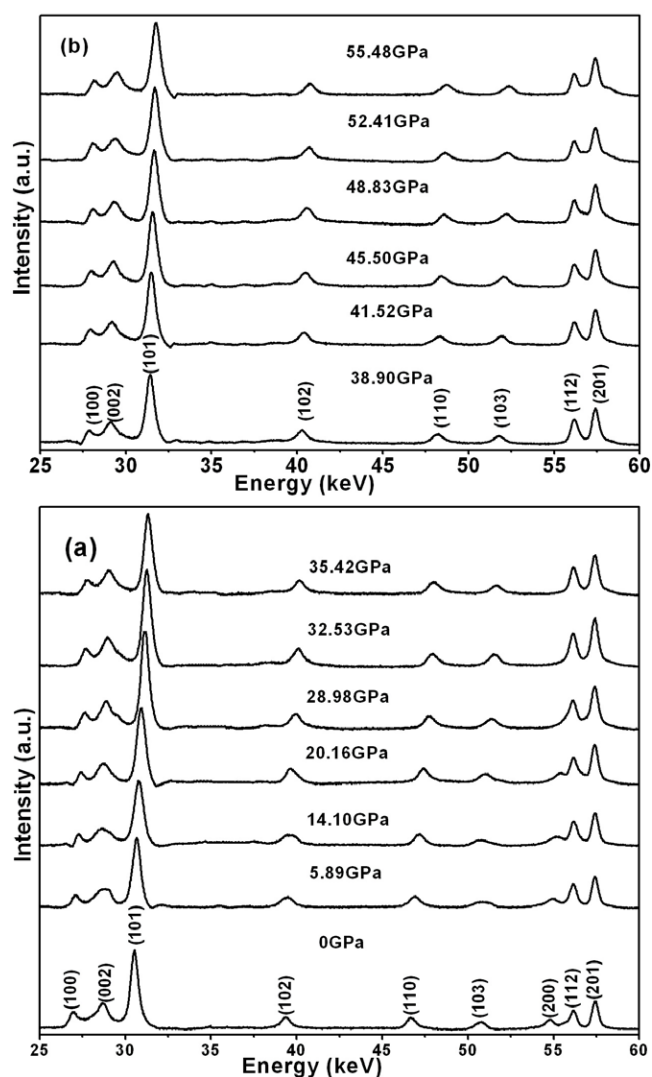 (b)
55.48GPa
52.41GPa
48.83GPa
45.50GPa
41.52GPa
38.90GPa
(100)
(002)
(101)
(102)
(110)
(103)
(112)
(201)
Intensity (a.u.)
25 30 35 40 45 50 55 60
Energy (keV)
(a)
35.42GPa
32.53GPa
28.98GPa
20.16GPa
14.10GPa
5.89GPa
0GPa
(100)
(002)
(101)
(102)
(110)
(103)
(200)
(112)
(201)
Intensity (a.u.)
25 30 35 40 45 50 55 60
Energy (keV)